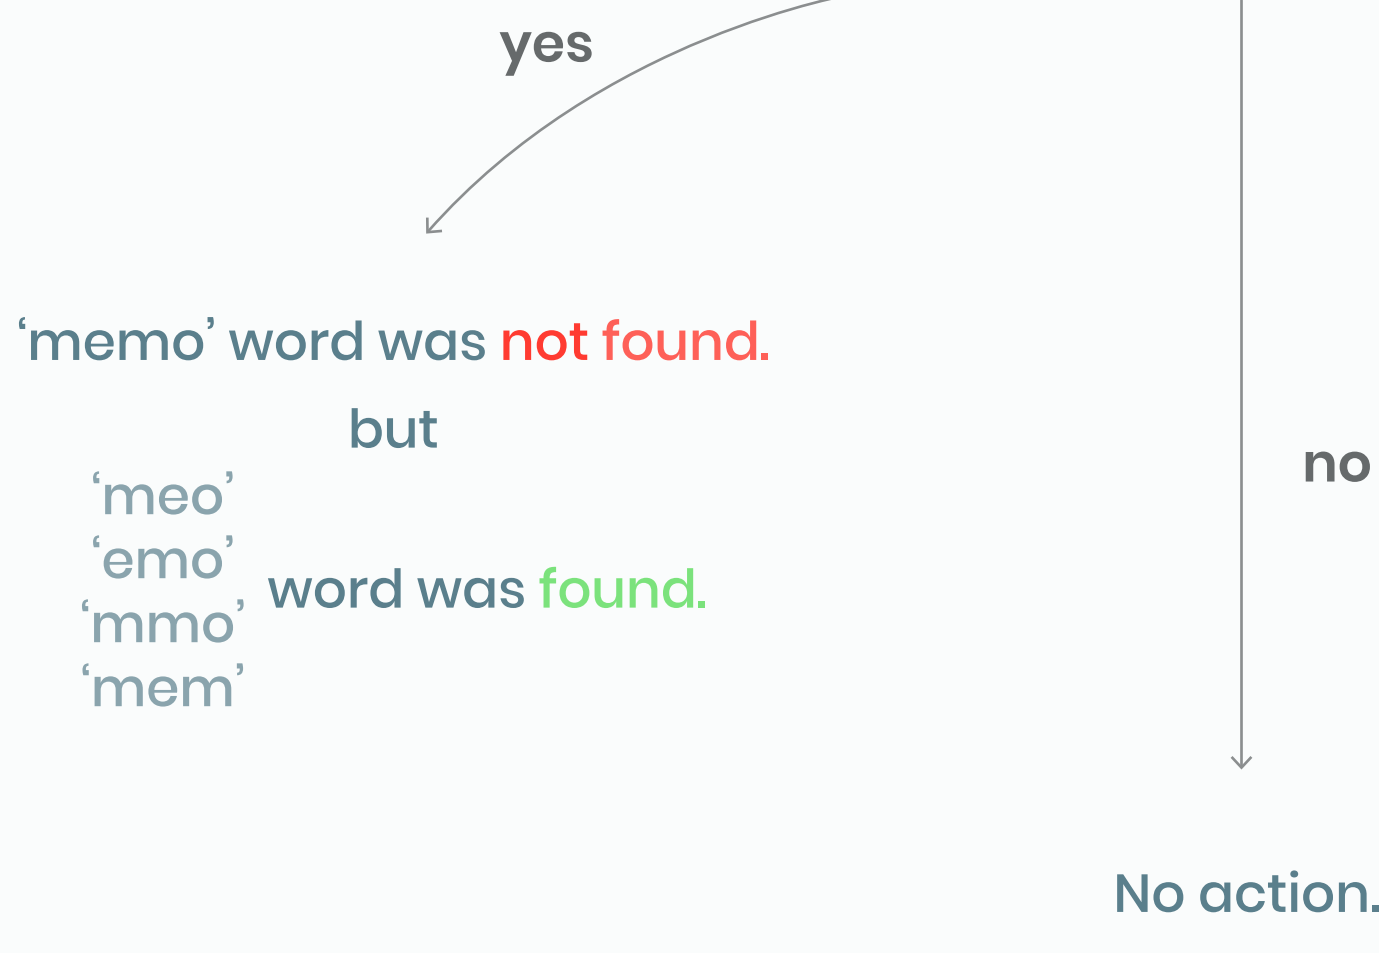 yes
‘memo’ word was not found.
but
‘meo’
‘emo’
word was found.
‘mmo’
‘mem’
no
No action.